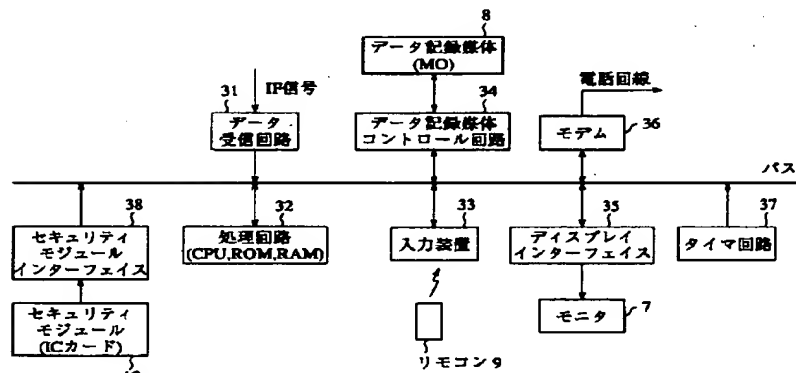 8
データ記録媒体
(MO)
電話回線
31
IF信号
34
データ
受信回路
データ記録媒体
コントロール回路
モデム
36
バス
38
32
33
35
37
セキュリティ
モジュール
インターフェイス
処理回路
(CPU,ROM,RAM)
入力装置
ディスプレイ
インターフェイス
タイマ回路
セキュリティ
モジュール
(ICカード)
モニタ
7
リモコン 9